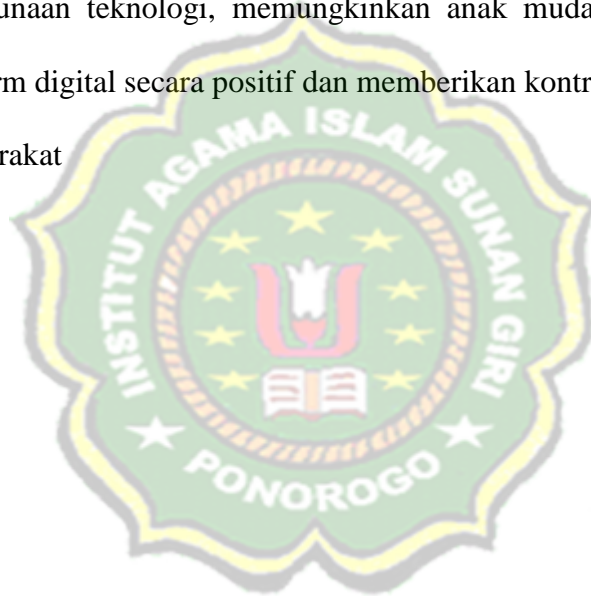 unaan teknologi, memungkinkan anak muda
rm digital secara positif dan memberikan kontr
rakat
INSTITUT AGAMA ISLAM SUNAN GIRI
PONOROGO